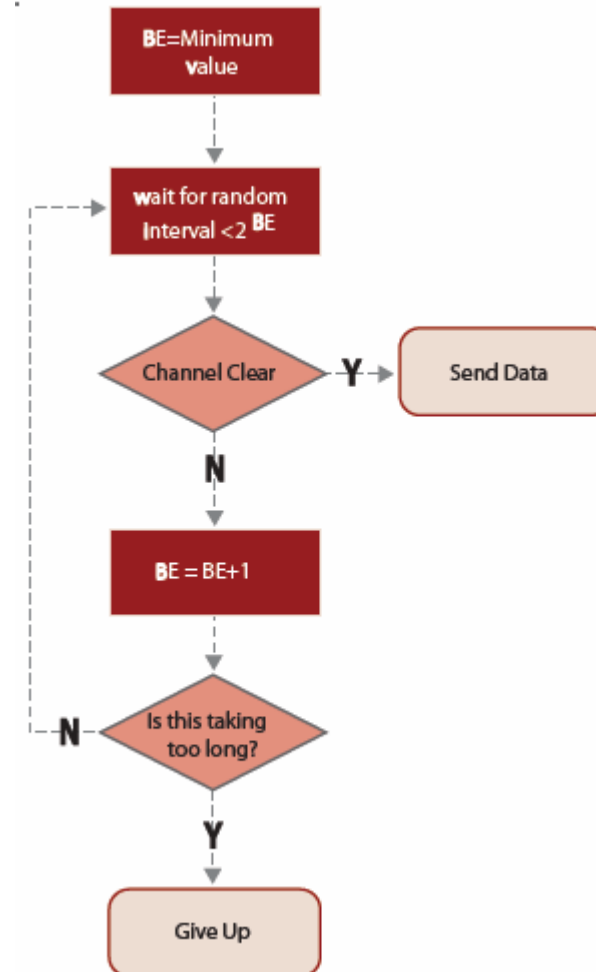 BE=Minimum
value
wait for random
Interval <2 BE
Channel Clear
Y
Send Data
N
BE = BE+1
Is this taking
too long?
N
Y
Give Up